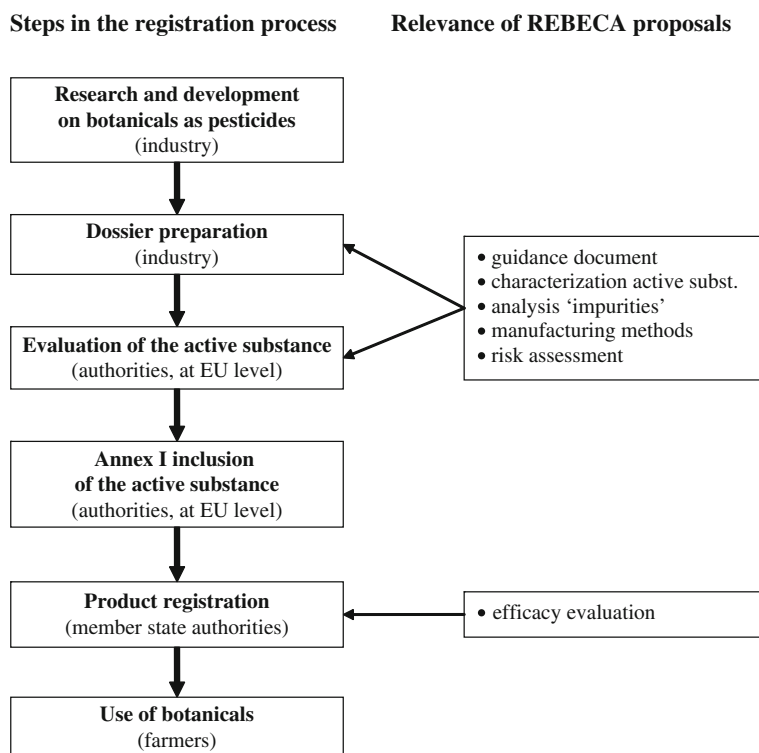 Steps in the registration process
Relevance of REBECA proposals
Research and development
on botanicals as pesticides
(industry)
Dossier preparation
(industry)
• guidance document
• characterization active subst.
• analysis ‘impurities’
• manufacturing methods
• risk assessment
Evaluation of the active substance
(authorities, at EU level)
Annex I inclusion
of the active substance
(authorities, at EU level)
Product registration
(member state authorities)
• efficacy evaluation
Use of botanicals
(farmers)